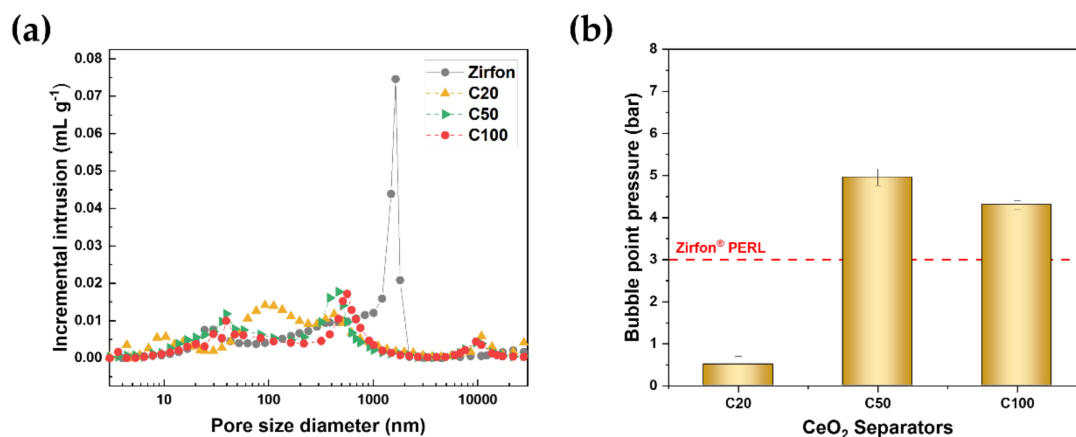 (a)
Incremental intrusion (mL g-1)
0.08
0.07
0.06
0.05
0.04
0.03
0.02
0.01
0.00
Zirfon
C20
C50
C100
10
100
1000
10000
Pore size diameter (nm)
(b)
Bubble point pressure (bar)
8
7
6
5
4
3
2
1
0
Zirfon® PERL
C20
C50
C100
CeO₂ Separators